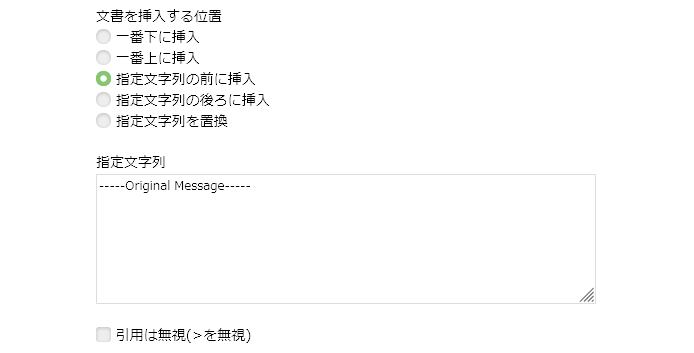 文書を挿入する位置
一番下に挿入
一番上に挿入
指定文字列の前に挿入
指定文字列の後ろに挿入
指定文字列を置換
指定文字列
-----Original Message-----
引用は無視(>を無視)